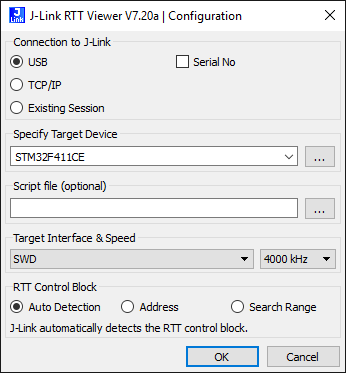 J-Link RTT Viewer V7.20a | Configuration
Connection to J-Link
USB
Serial No
TCP/IP
Existing Session
Specify Target Device
STM32F411CE
...
Script file (optional)
...
Target Interface & Speed
SWD
4000 kHz
RTT Control Block
Auto Detection
Address
Search Range
J-Link automatically detects the RTT control block.
OK
Cancel